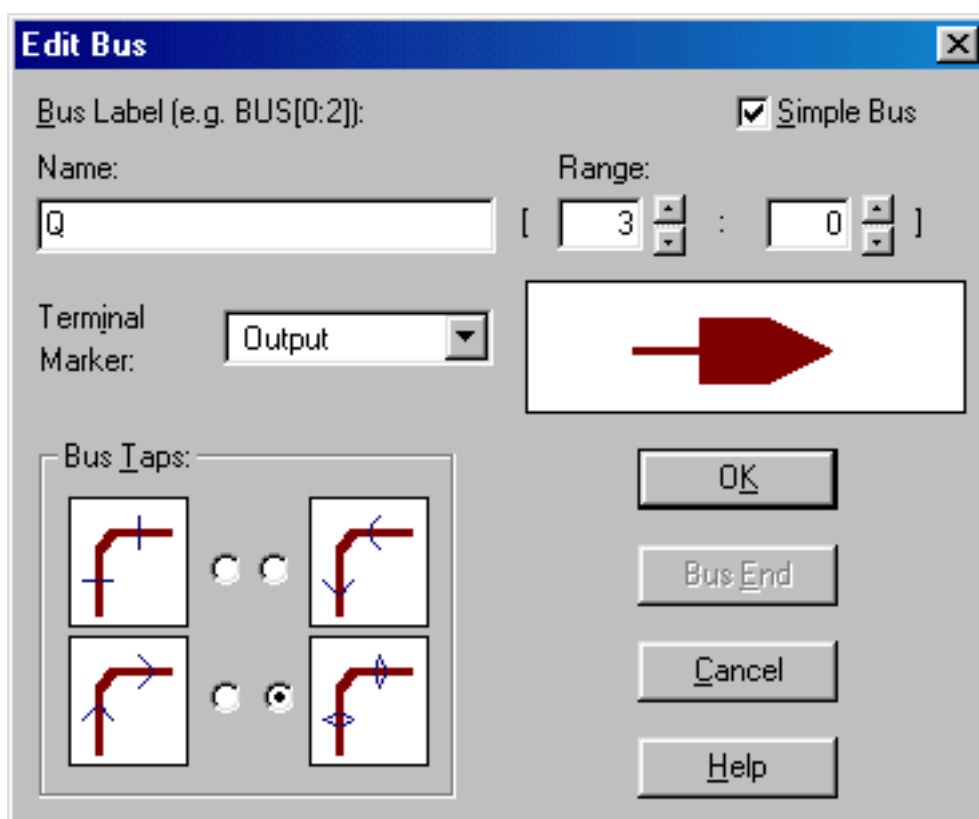 Edit Bus
Bus Label (e.g. BUS[0:2]): Simple Bus
Name: Range:
Q [ 3 : 0 ]
Terminal
Marker: Output
Bus Taps:
OK
Bus End
Cancel
Help